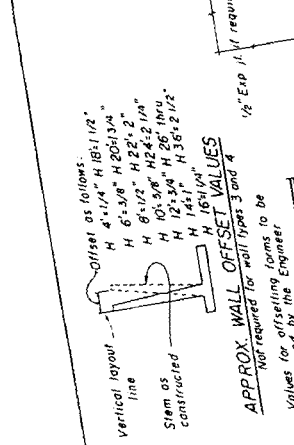 1/2" Exp jt. if requi
Offset as follows:
H 4'=1/4" H 18'=1 1/2"
H 6'=3/8" H 20'=1 3/4"
H 8'=1/2" H 22'=2"
H 10'=5/8" H 24'=2 1/4"
H 12'=3/4" H 26' thru
H 14'=1" H 36'=2 1/2"
H 16'=1 1/4"
Vertical layout
line
Stem as
constructed
APPROX. WALL OFFSET VALUES
Not required for wall types 3 and 4
Values for offsetting forms to be
ed by the Engineer